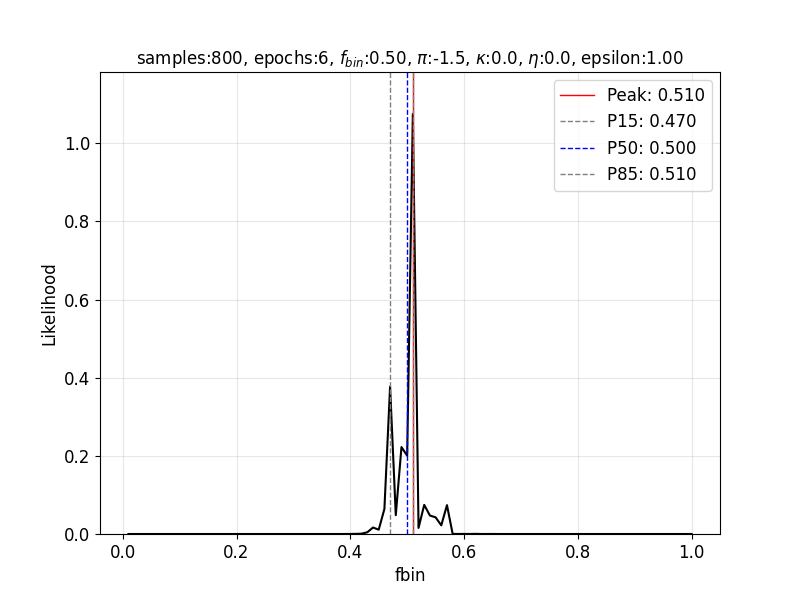 samples:800, epochs:6, f_bin:0.50, π:-1.5, κ:0.0, η:0.0, epsilon:1.00
Peak: 0.510
P15: 0.470
P50: 0.500
P85: 0.510
Likelihood
1.0
0.8
0.6
0.4
0.2
0.0
0.0 0.2 0.4 0.6 0.8 1.0
fbin